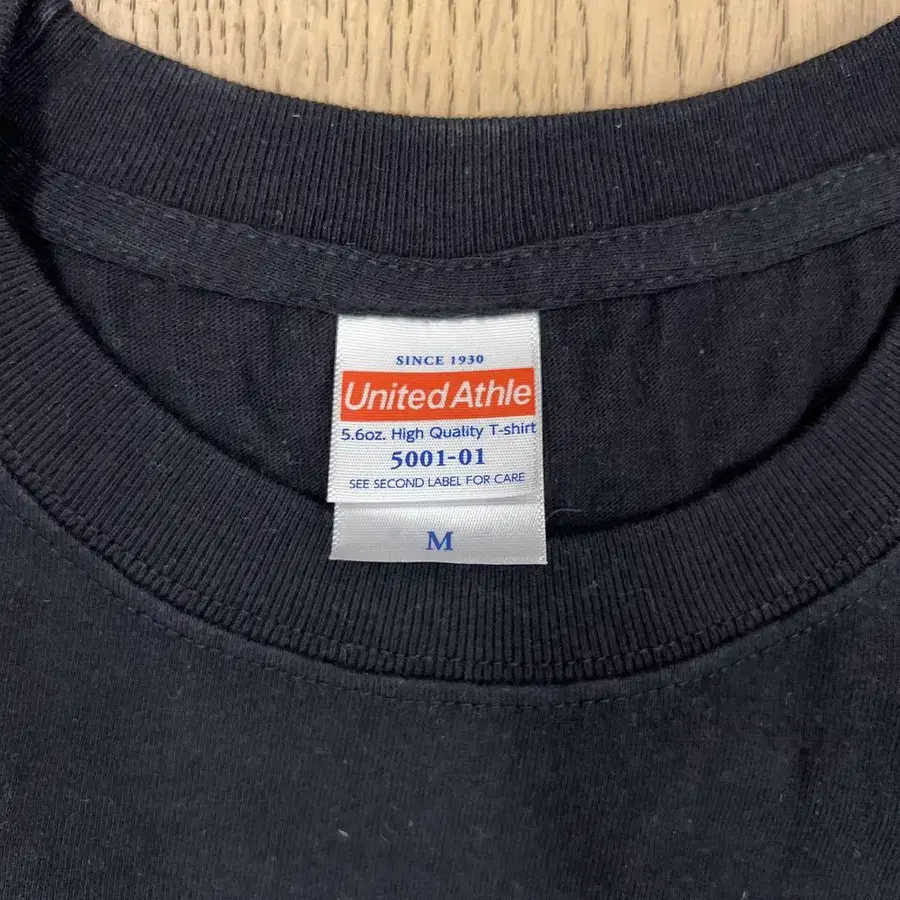 SINCE 1930
United Athle
5.6oz. High Quality T-shirt
5001-01
SEE SECOND LABEL FOR CARE
M